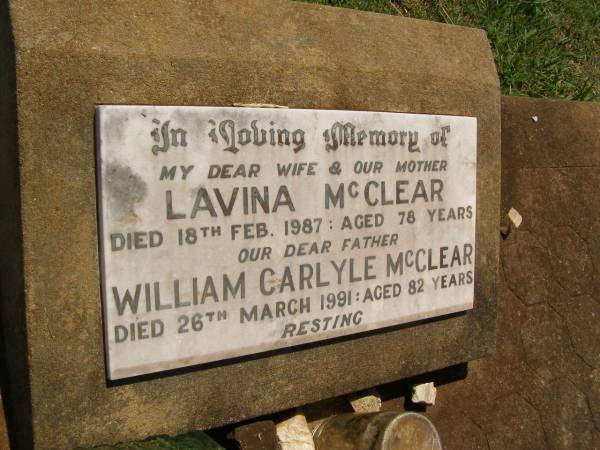 In Loving Memory of
MY DEAR WIFE & OUR MOTHER
LAVINA McCLEAR
DIED 18TH FEB. 1987: AGED 78 YEARS
OUR DEAR FATHER
WILLIAM CARLYLE McCLEAR
DIED 26TH MARCH 1991: AGED 82 YEARS
RESTING